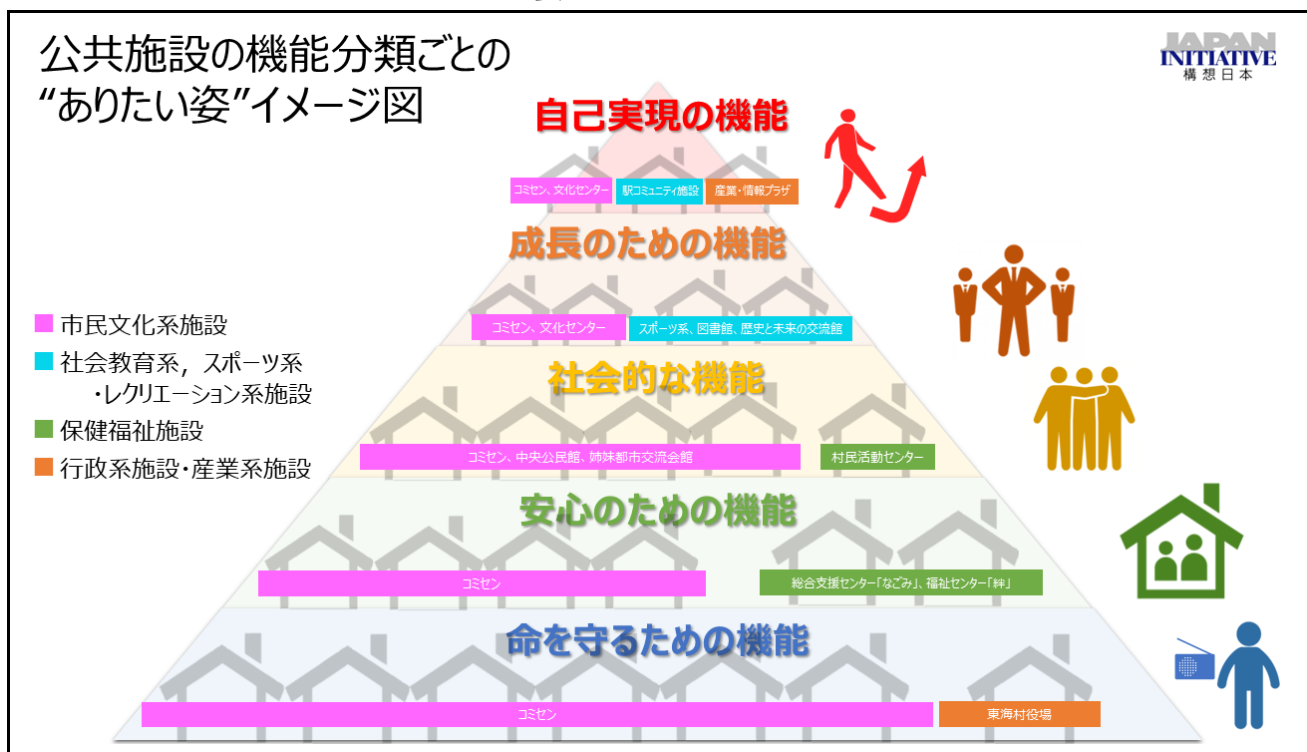 公共施設の機能分類ごとの
“ありたい姿”イメージ図
JAPAN
INITIATIVE
構想日本
自己実現の機能
コミセン、文化センター
駅コミュニティ施設
産業・情報プラザ
成長のための機能
コミセン、文化センター
スポーツ系、図書館、歴史と未来の交流館
市民文化系施設
社会教育系，スポーツ系
・レクリエーション系施設
保健福祉施設
行政系施設・産業系施設
社会的な機能
コミセン、中央公民館、姉妹都市交流会館
村民活動センター
安心のための機能
コミセン
総合支援センター「なごみ」、福祉センター「絆」
命を守るための機能
コミセン
東海村役場